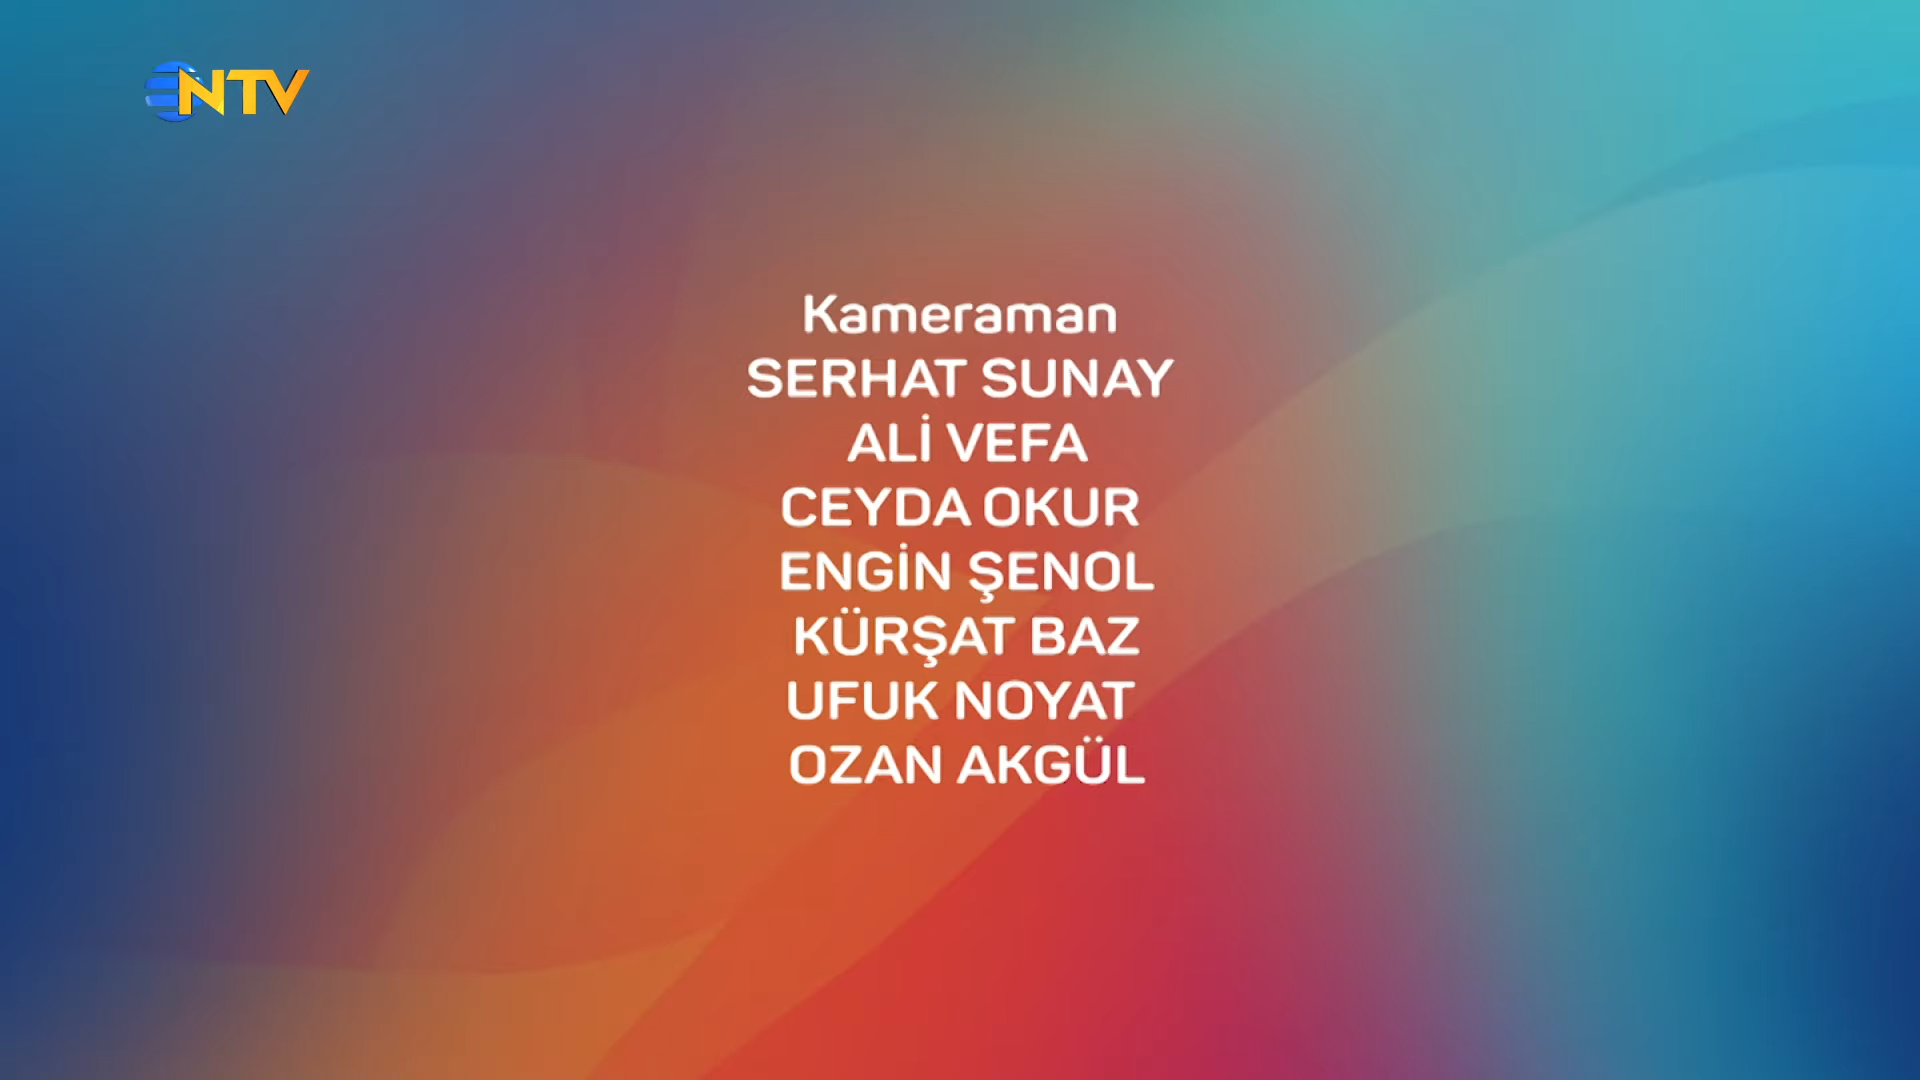 NTV
Kameraman
SERHAT SUNAY
ALİ VEFA
CEYDA OKUR
ENGİN ŞENOL
KÜRŞAT BAZ
UFUK NOYAT
OZAN AKGÜL